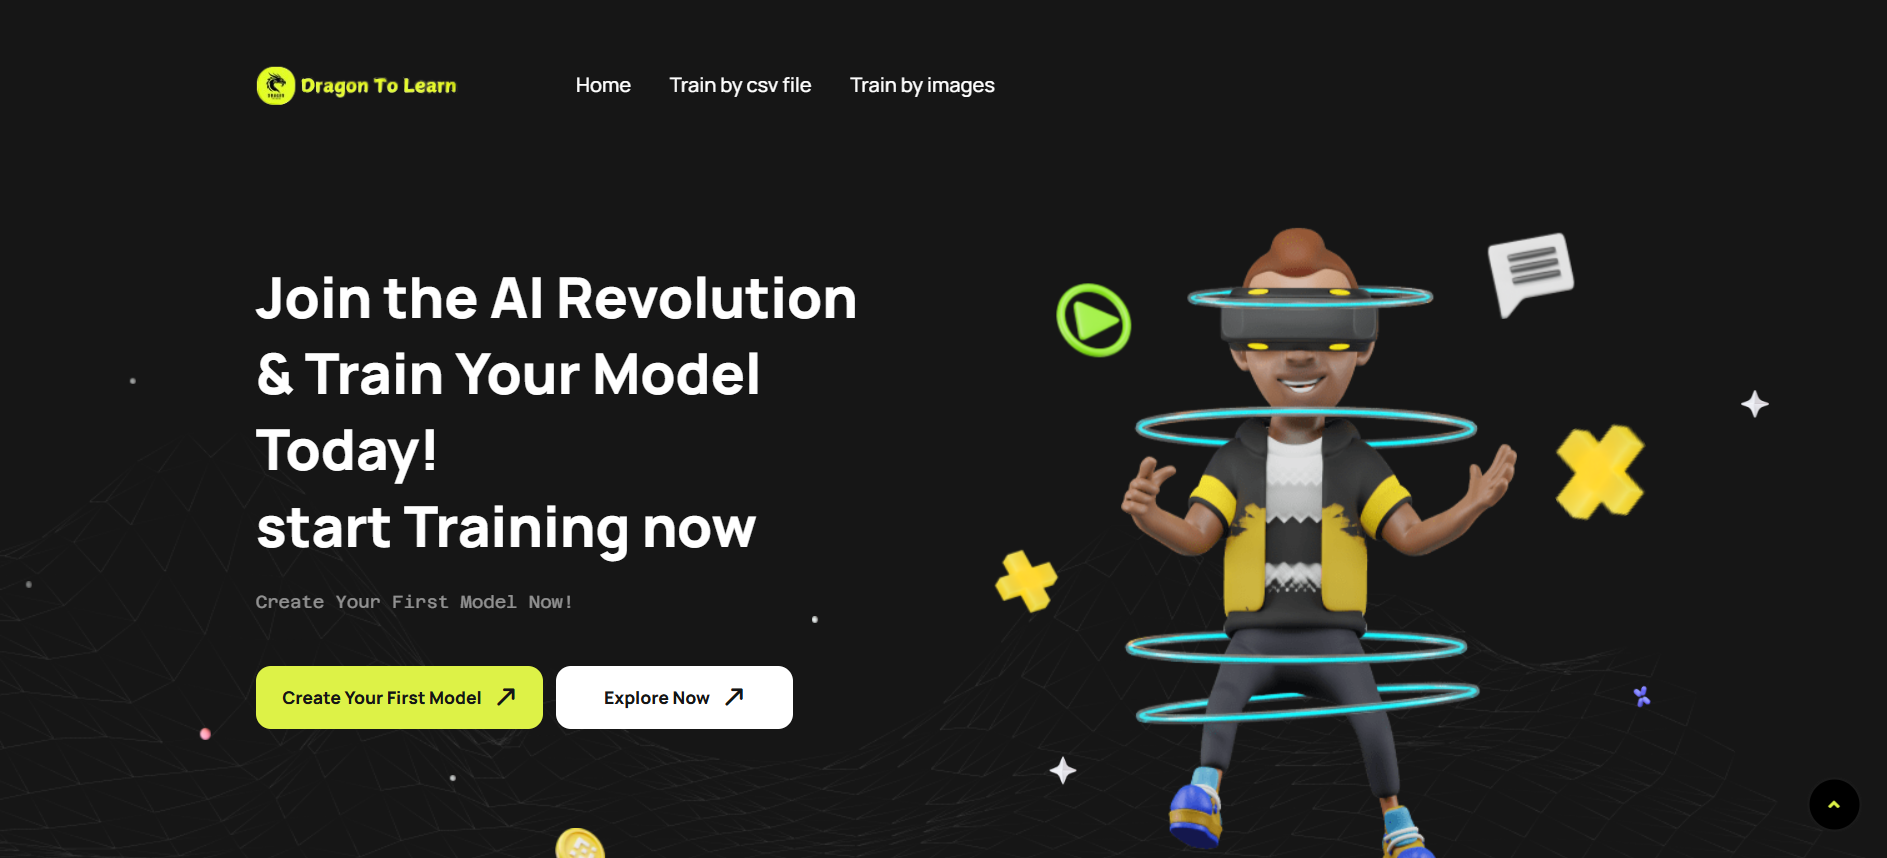 Dragon To Learn
Home
Train by csv file
Train by images
Join the AI Revolution
& Train Your Model
Today!
start Training now
Create Your First Model Now!
Create Your First Model
Explore Now